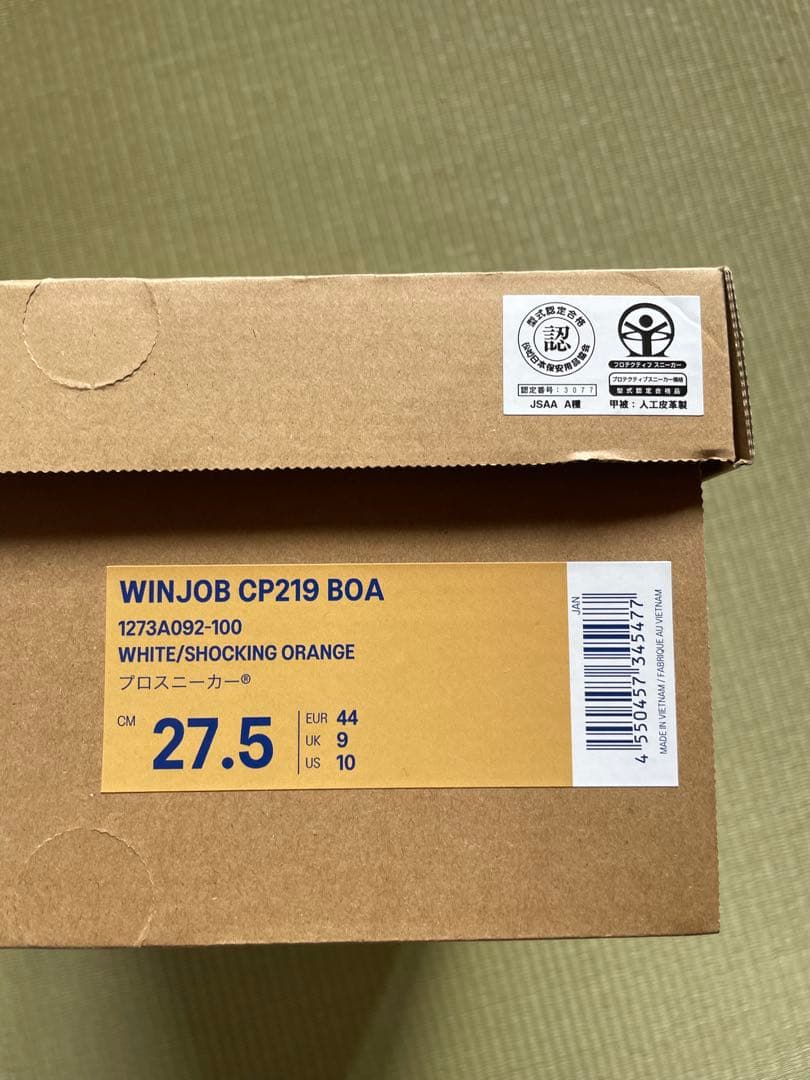 型式認定合格
認
(公社)日本保安用品協会
認定番号:3077
JSAA A種
プロテクティブ スニーカー
プロテクティブスニーカー規格
型式認定合格品
甲被:人工皮革製
WINJOB CP219 BOA
1273A092-100
WHITE/SHOCKING ORANGE
プロスニーカー®
CM 27.5
EUR 44
UK 9
US 10
JAN
4 550457 345477
MADE IN VIETNAM / FABRIQUE AU VIETNAM